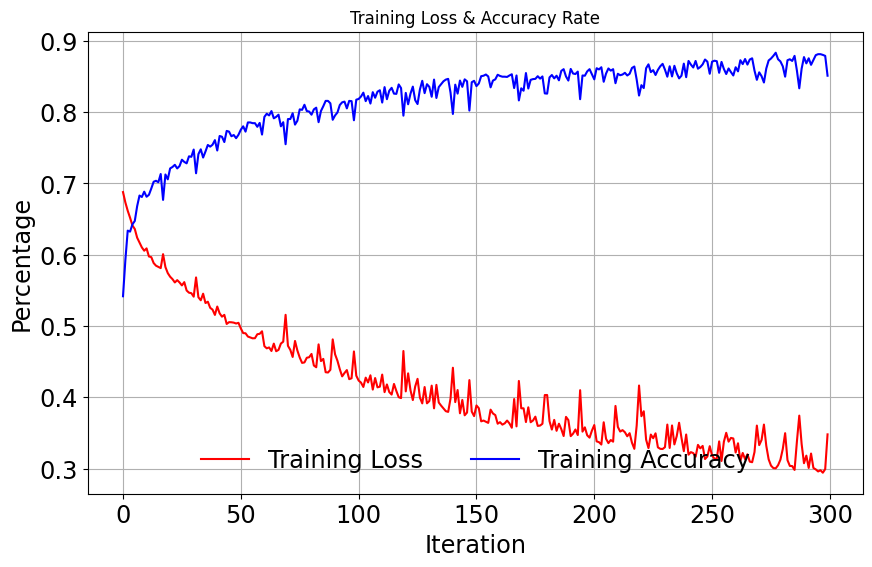 Training Loss & Accuracy Rate
0.9
0.8
0.7
0.6
0.5
0.4
0.3
Percentage
Training Loss Training Accuracy
0 50 100 150 200 250 300
Iteration